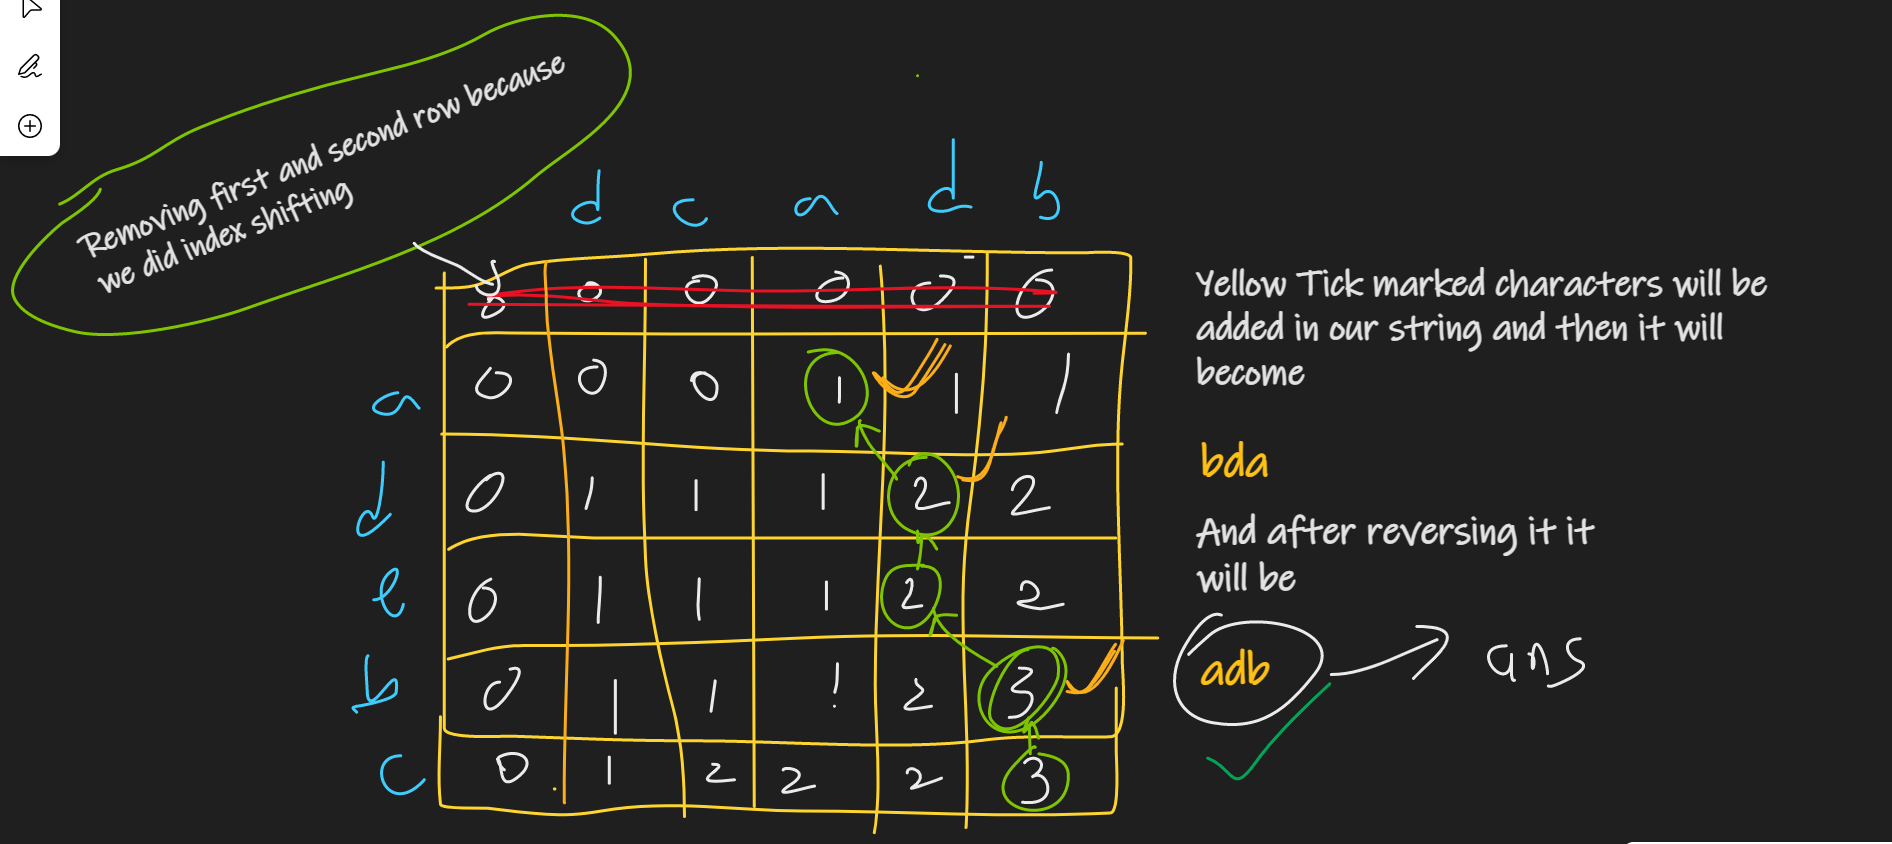 Removing first and second row because
we did index shifting
d c a d b
0 0 0 0 0
a 0 0 0 1 1 1
d 0 1 1 1 2 2
e 0 1 1 1 2 2
b 0 1 1 ! 2 3
c 0 1 2 2 2 3
Yellow Tick marked characters will be
added in our string and then it will
become
bda
And after reversing it it
will be
adb
ans